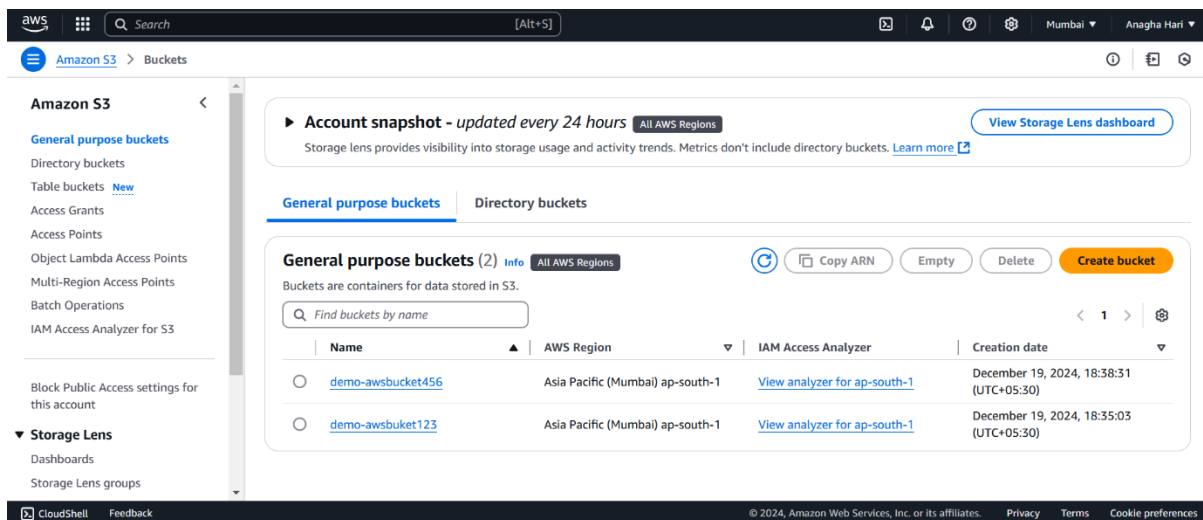 aws Search [Alt+S] Mumbai ▼ Anagha Hari ▼
Amazon S3 > Buckets
Amazon S3
General purpose buckets
Directory buckets
Table buckets New
Access Grants
Access Points
Object Lambda Access Points
Multi-Region Access Points
Batch Operations
IAM Access Analyzer for S3
Block Public Access settings for
this account
▼ Storage Lens
Dashboards
Storage Lens groups
▶ Account snapshot - updated every 24 hours All AWS Regions View Storage Lens dashboard
Storage lens provides visibility into storage usage and activity trends. Metrics don't include directory buckets. Learn more
General purpose buckets Directory buckets
General purpose buckets (2) Info All AWS Regions Copy ARN Empty Delete Create bucket
Buckets are containers for data stored in S3.
Find buckets by name < 1 >
Name ▲ AWS Region ▽ IAM Access Analyzer Creation date ▽
demo-awsbucket456 Asia Pacific (Mumbai) ap-south-1 View analyzer for ap-south-1 December 19, 2024, 18:38:31
(UTC+05:30)
demo-awsbuket123 Asia Pacific (Mumbai) ap-south-1 View analyzer for ap-south-1 December 19, 2024, 18:35:03
(UTC+05:30)
CloudShell Feedback © 2024, Amazon Web Services, Inc. or its affiliates. Privacy Terms Cookie preferences